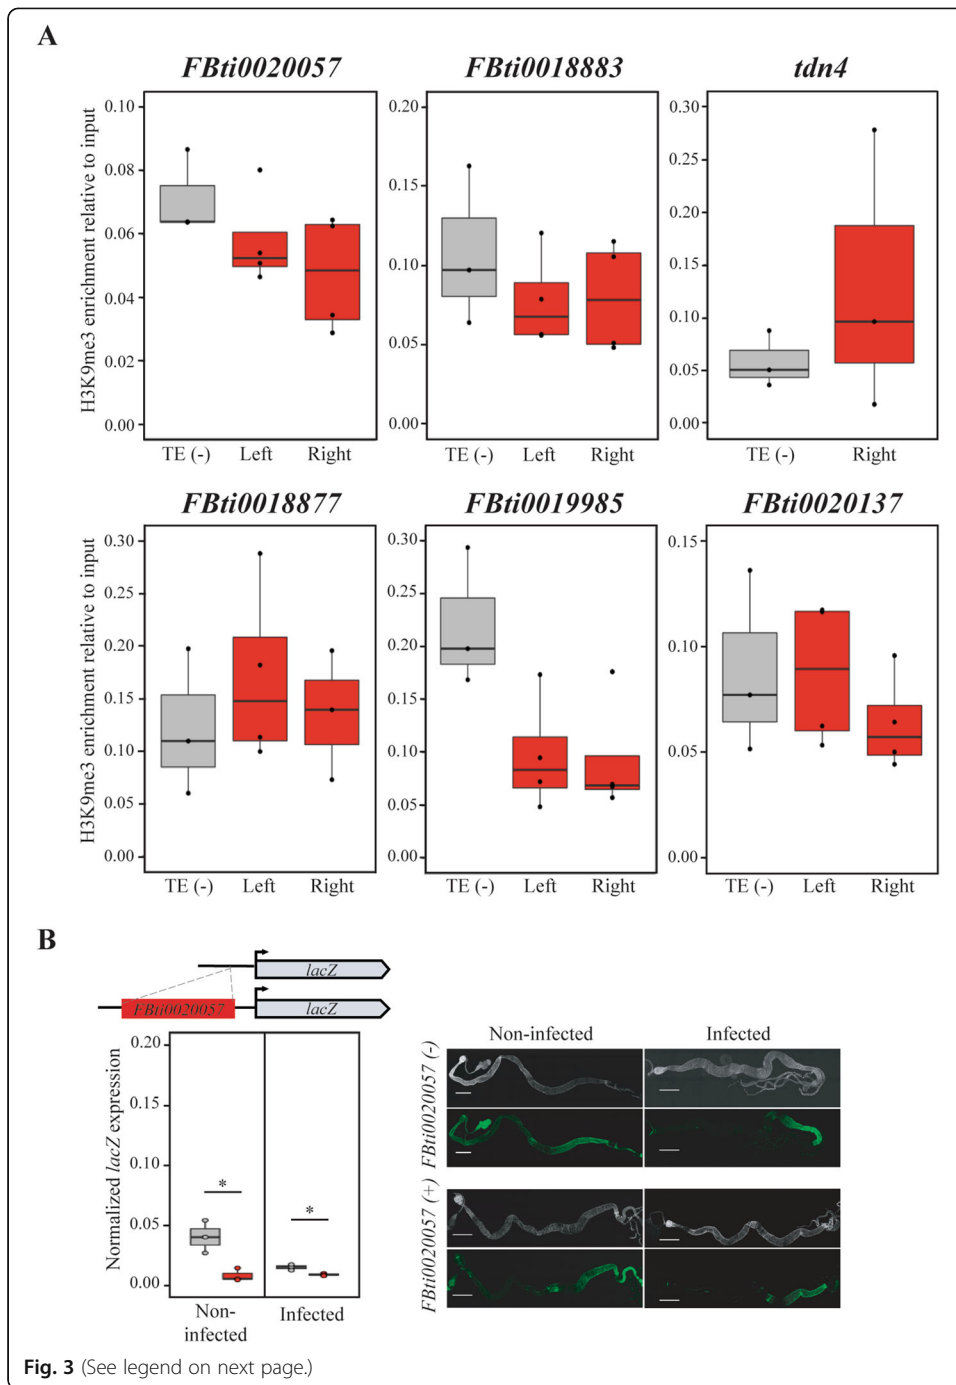 A
FBti0020057
FBti0018883
tdn4
H3K9me3 enrichment relative to input
0.10
0.08
0.06
0.04
0.02
0.00
TE (-) Left Right
0.20
0.15
0.10
0.05
0.00
TE (-) Left Right
0.30
0.25
0.20
0.15
0.10
0.05
0.00
TE (-) Right
FBti0018877
FBti0019985
FBti0020137
H3K9me3 enrichment relative to input
0.30
0.25
0.20
0.15
0.10
0.05
0.00
TE (-) Left Right
0.30
0.25
0.20
0.15
0.10
0.05
0.00
TE (-) Left Right
0.15
0.10
0.05
0.00
TE (-) Left Right
B
lacZ
FBti0020057
lacZ
Normalized lacZ expression
0.20
0.15
0.10
0.05
0.00
*
*
Non-
infected
Infected
Non-infected
Infected
FBti0020057 (-)
FBti0020057 (+)
Fig. 3 (See legend on next page.)